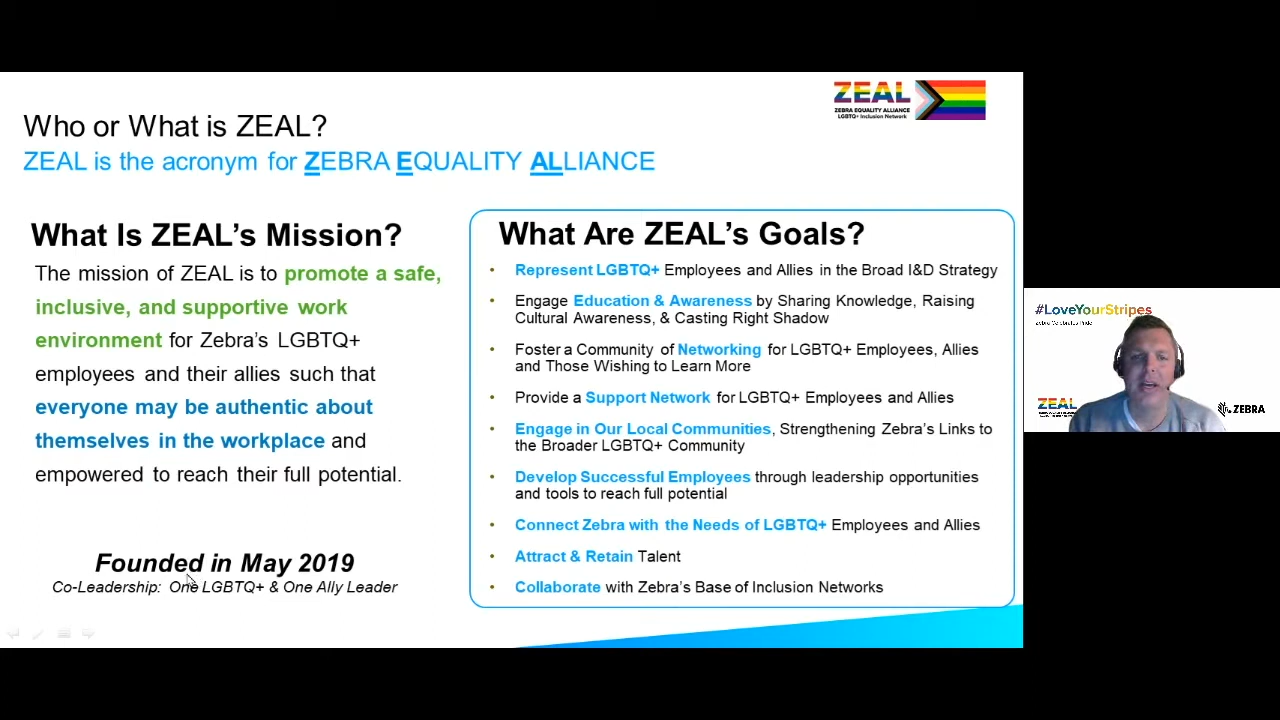 ZEAL
ZEBRA EQUALITY ALLIANCE
LGBTQ+ Inclusion Network
Who or What is ZEAL?
ZEAL is the acronym for ZEBRA EQUALITY ALLIANCE
What Is ZEAL's Mission?
The mission of ZEAL is to promote a safe,
inclusive, and supportive work
environment for Zebra's LGBTQ+
employees and their allies such that
everyone may be authentic about
themselves in the workplace and
empowered to reach their full potential.
Founded in May 2019
Co-Leadership: One LGBTQ+ & One Ally Leader
What Are ZEAL's Goals?
• Represent LGBTQ+ Employees and Allies in the Broad I&D Strategy
• Engage Education & Awareness by Sharing Knowledge, Raising
Cultural Awareness, & Casting Right Shadow
• Foster a Community of Networking for LGBTQ+ Employees, Allies
and Those Wishing to Learn More
• Provide a Support Network for LGBTQ+ Employees and Allies
• Engage in Our Local Communities, Strengthening Zebra's Links to
the Broader LGBTQ+ Community
• Develop Successful Employees through leadership opportunities
and tools to reach full potential
• Connect Zebra with the Needs of LGBTQ+ Employees and Allies
• Attract & Retain Talent
• Collaborate with Zebra's Base of Inclusion Networks
#LoveYourStripes
Zebra Celebrates Pride
ZEAL
ZEBRA